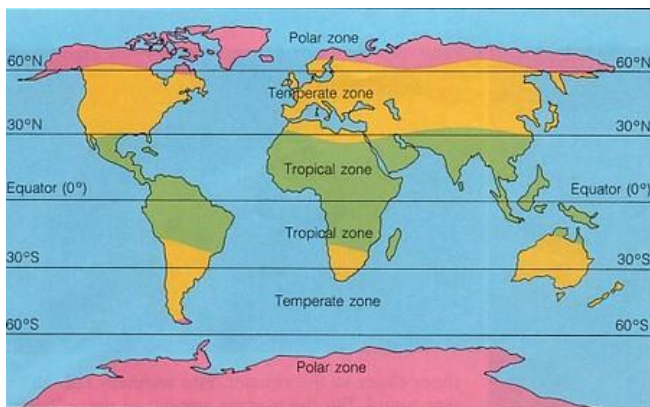 Polar zone
60°N
60°N
Temperate zone
30°N
30°N
Tropical zone
Equator (0°)
Equator (0°)
Tropical zone
30°S
30°S
Temperate zone
60°S
60°S
Polar zone